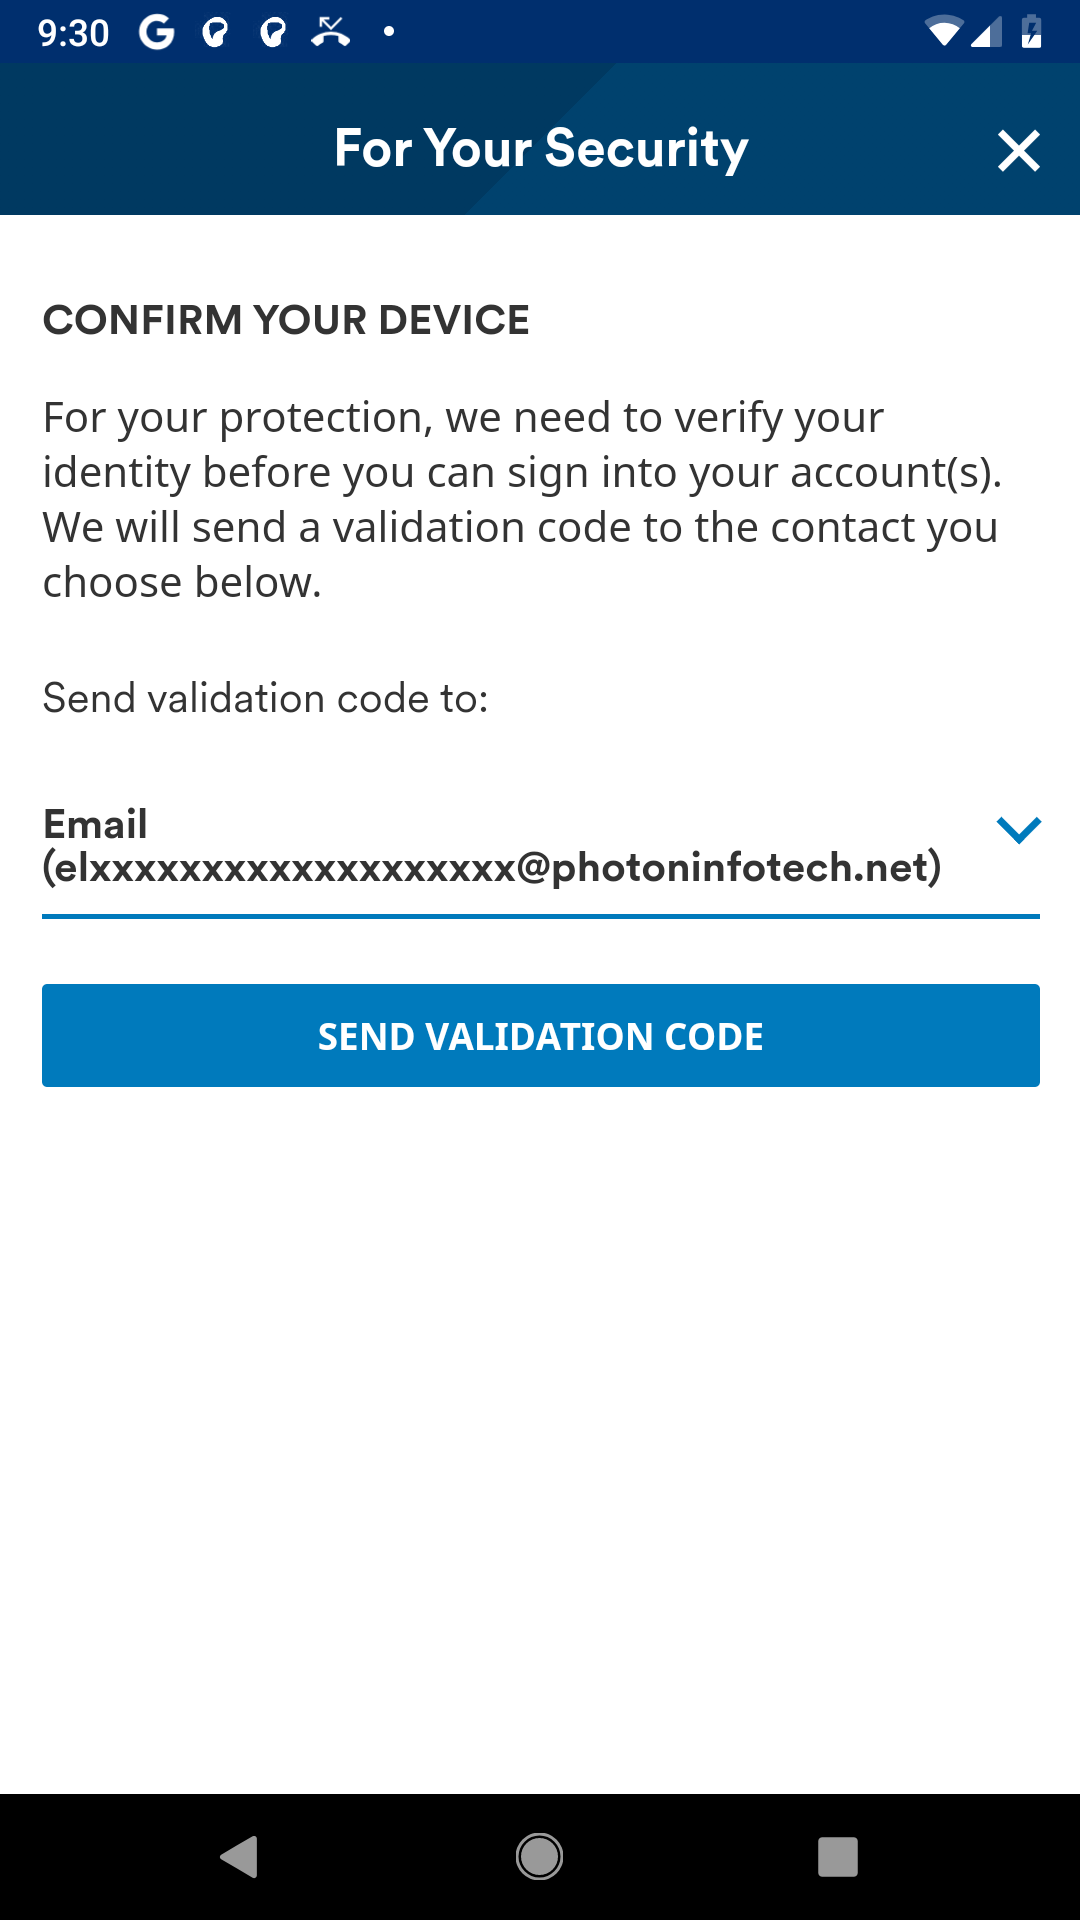 9:30
For Your Security
CONFIRM YOUR DEVICE
For your protection, we need to verify your
identity before you can sign into your account(s).
We will send a validation code to the contact you
choose below.
Send validation code to:
Email
(elxxxxxxxxxxxxxxxxxxx@photoninfotech.net)
SEND VALIDATION CODE